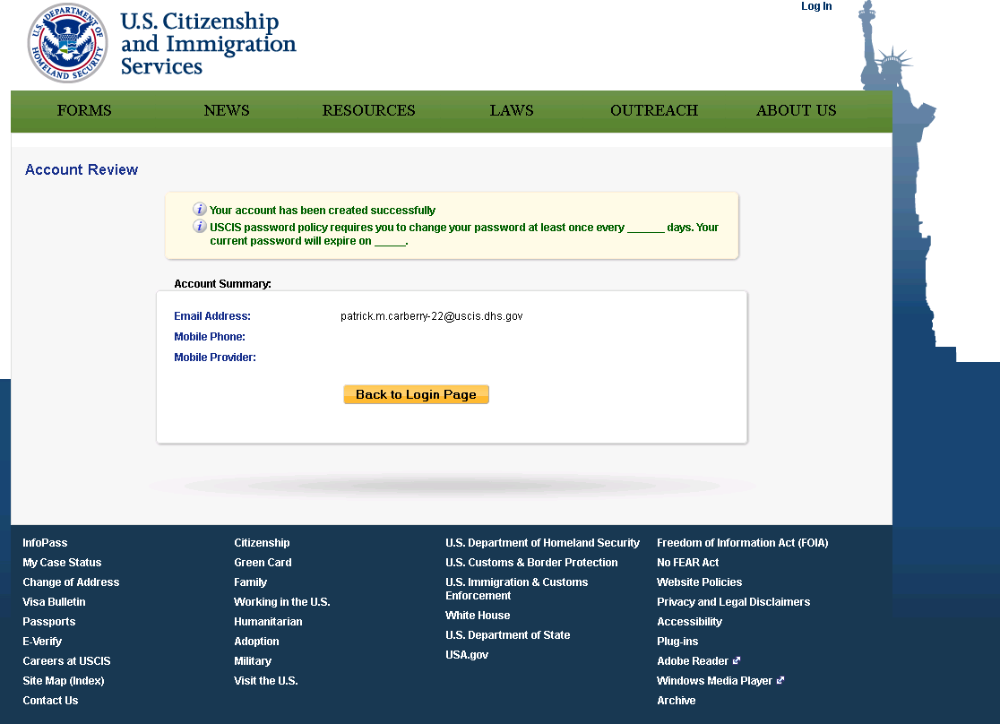 Log In
U.S. Citizenship
and Immigration
Services
U.S. DEPARTMENT OF HOMELAND SECURITY
FORMS NEWS RESOURCES LAWS OUTREACH ABOUT US
Account Review
Your account has been created successfully
USCIS password policy requires you to change your password at least once every ______ days. Your
current password will expire on _____.
Account Summary:
Email Address: patrick.m.carberry-22@uscis.dhs.gov
Mobile Phone:
Mobile Provider:
Back to Login Page
InfoPass
My Case Status
Change of Address
Visa Bulletin
Passports
E-Verify
Careers at USCIS
Site Map (Index)
Contact Us
Citizenship
Green Card
Family
Working in the U.S.
Humanitarian
Adoption
Military
Visit the U.S.
U.S. Department of Homeland Security
U.S. Customs & Border Protection
U.S. Immigration & Customs
Enforcement
White House
U.S. Department of State
USA.gov
Freedom of Information Act (FOIA)
No FEAR Act
Website Policies
Privacy and Legal Disclaimers
Accessibility
Plug-ins
Adobe Reader
Windows Media Player
Archive